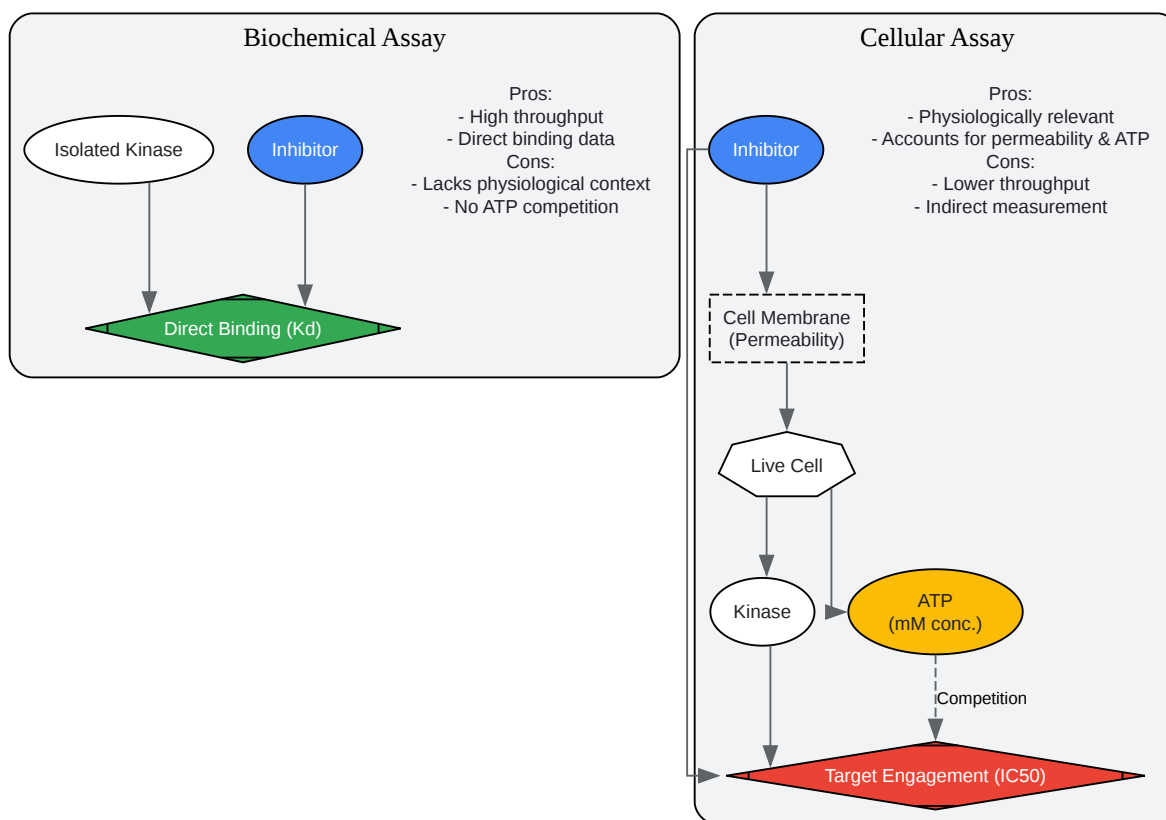 Biochemical Assay
Isolated Kinase
Inhibitor
Pros:
- High throughput
- Direct binding data
Cons:
- Lacks physiological context
- No ATP competition
Direct Binding (Kd)
Cellular Assay
Inhibitor
Pros:
- Physiologically relevant
- Accounts for permeability & ATP
Cons:
- Lower throughput
- Indirect measurement
Cell Membrane
(Permeability)
Live Cell
Kinase
ATP
(mM conc.)
Competition
Target Engagement (IC50)